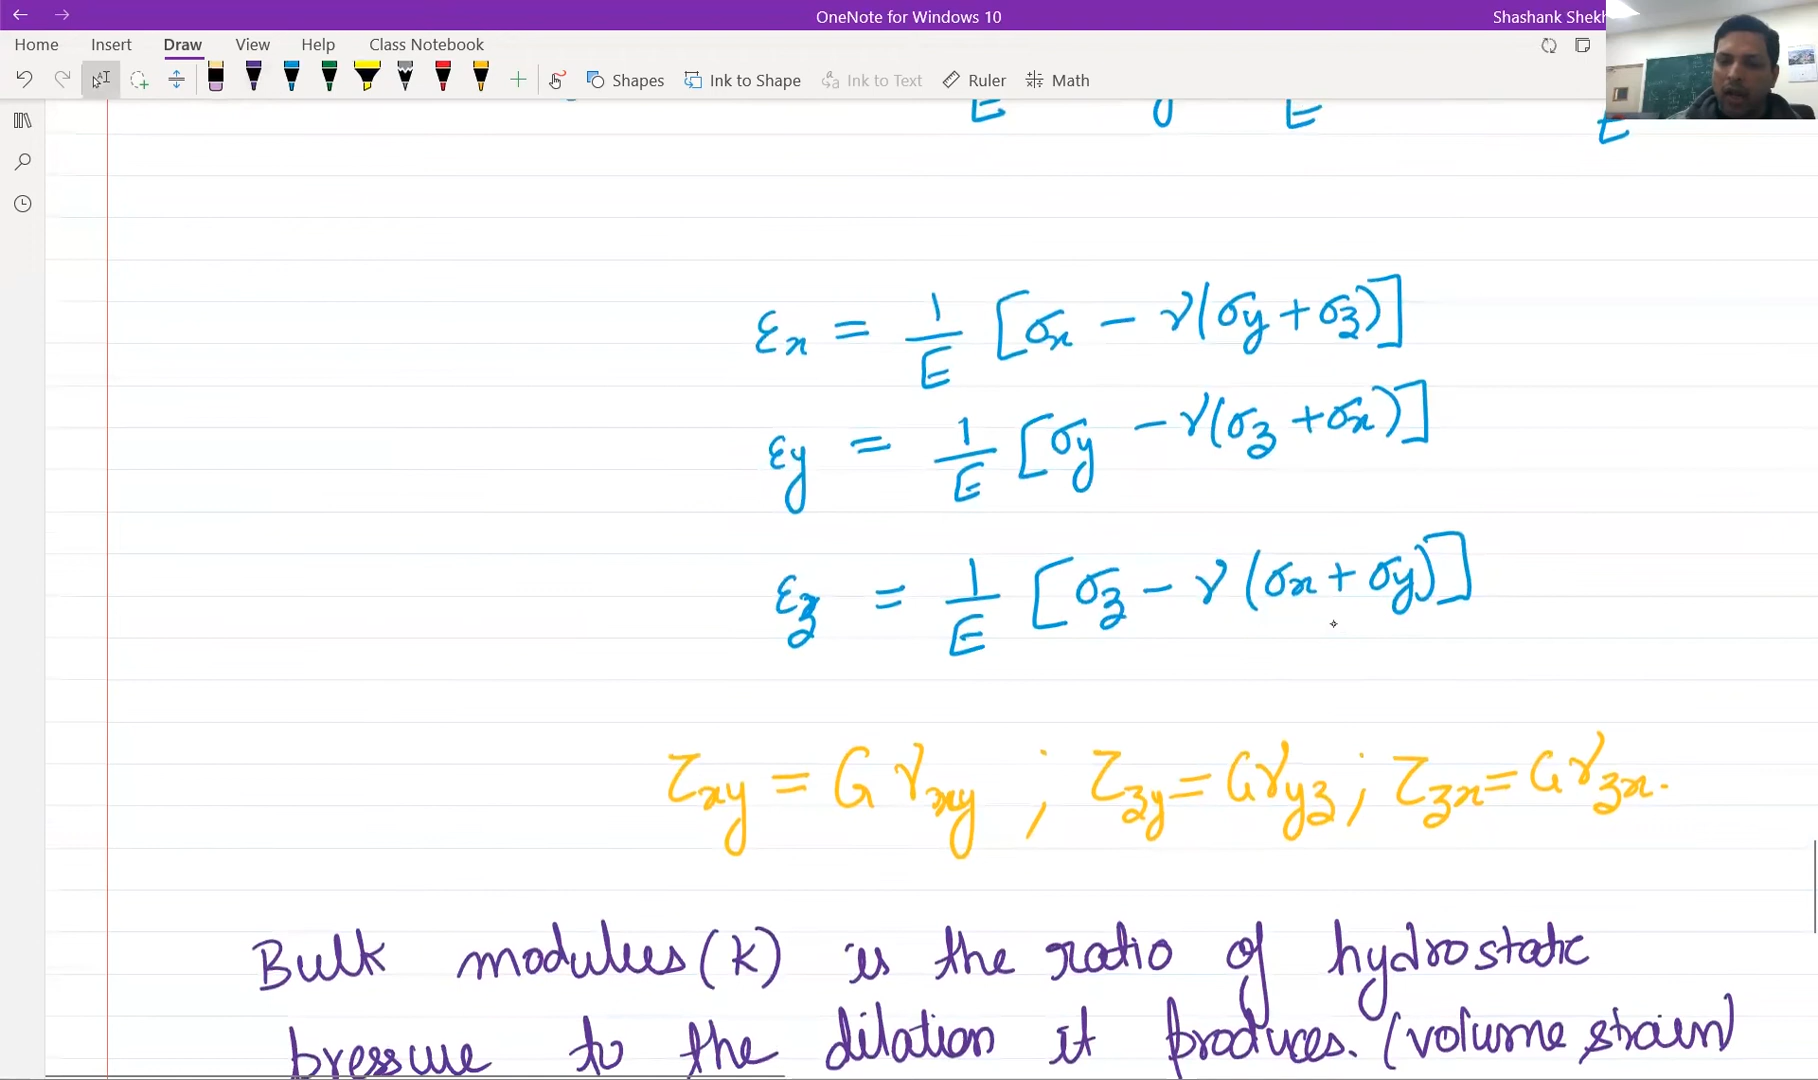 OneNote for Windows 10
Shashank Shekh
Home Insert Draw View Help Class Notebook
Shapes Ink to Shape Ink to Text Ruler Math
E E E
εx = 1/E [σx - ν(σy + σz)]
εy = 1/E [σy - ν(σz + σx)]
εz = 1/E [σz - ν(σx + σy)]
τxy = G γxy ; τzy = G γyz ; τzx = G γzx.
Bulk modulus (K) is the ratio of hydrostatic
pressure to the dilation it produces. (volume strain)